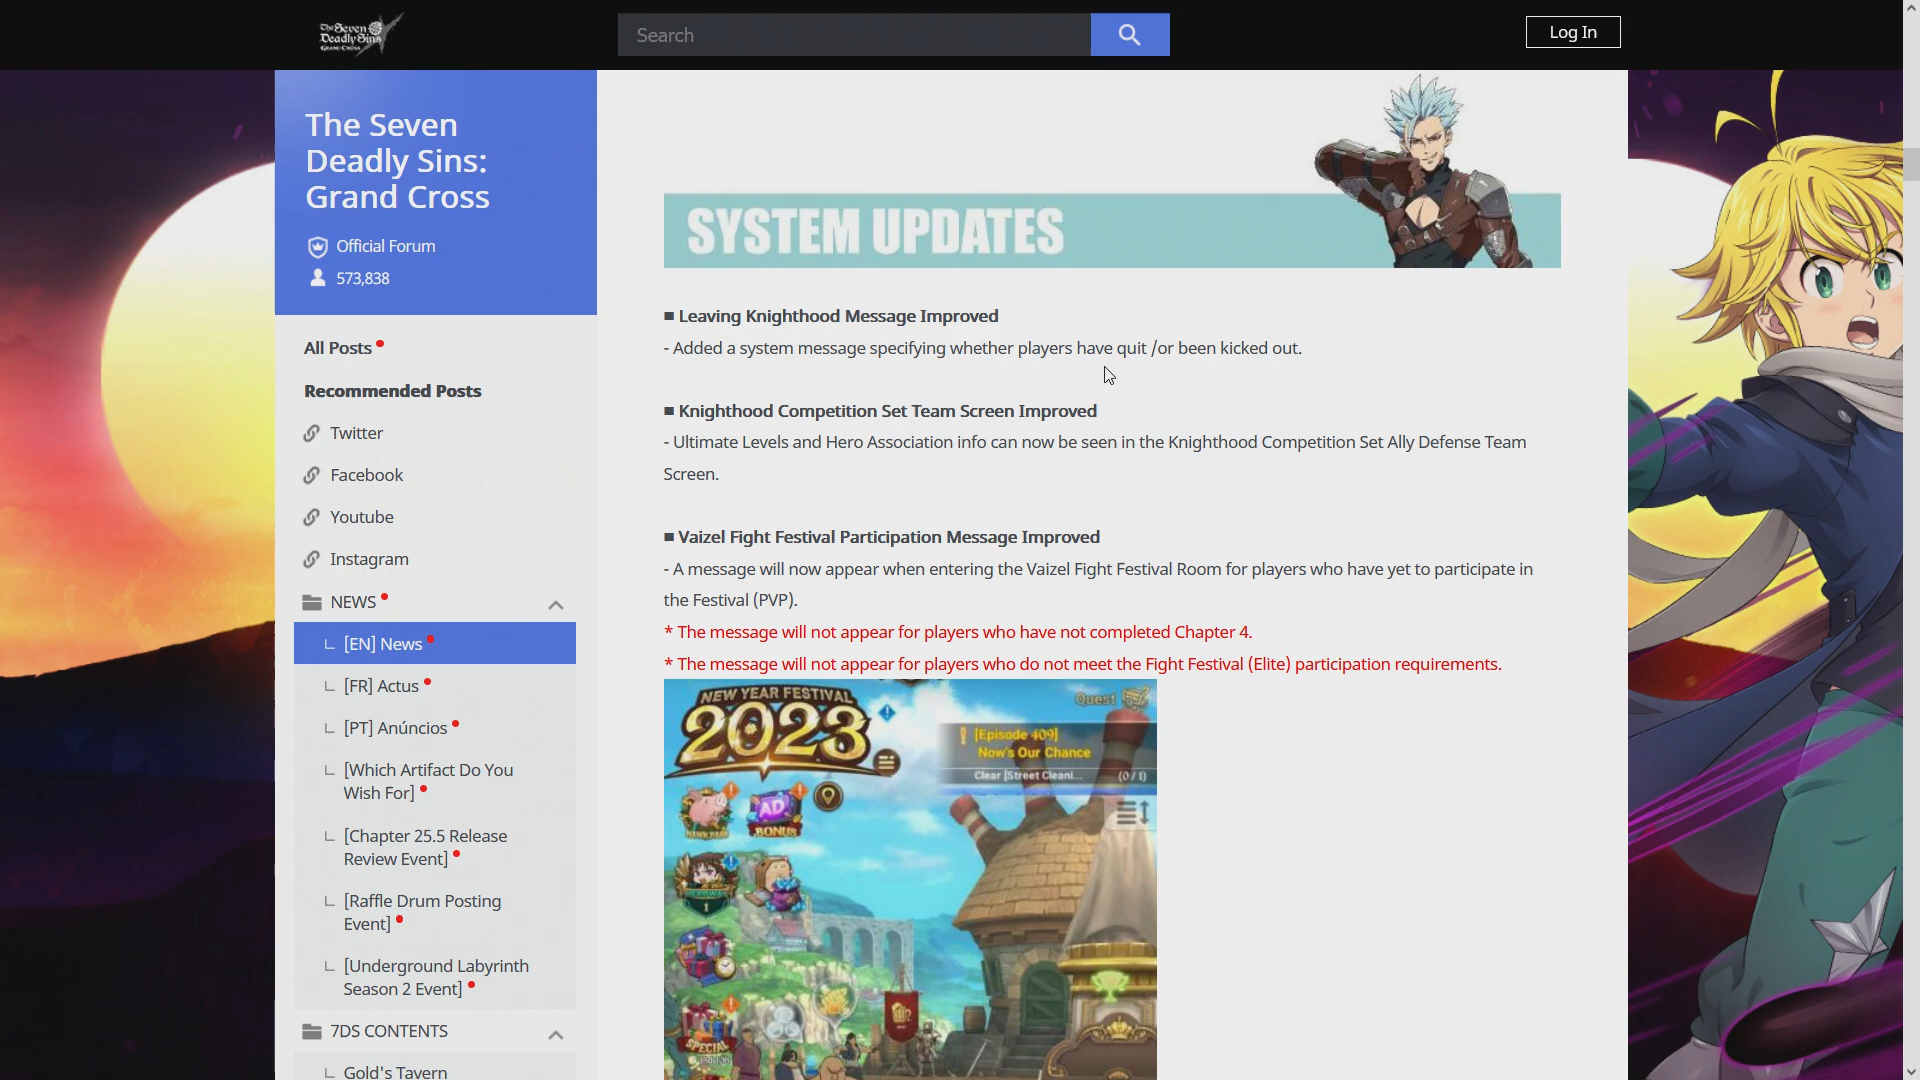 The Seven
Deadly Sins
GRAND CROSS
Search
Log In
The Seven
Deadly Sins:
Grand Cross
Official Forum
573,838
All Posts
Recommended Posts
Twitter
Facebook
Youtube
Instagram
NEWS
[EN] News
[FR] Actus
[PT] Anúncios
[Which Artifact Do You
Wish For]
[Chapter 25.5 Release
Review Event]
[Raffle Drum Posting
Event]
[Underground Labyrinth
Season 2 Event]
7DS CONTENTS
Gold's Tavern
SYSTEM UPDATES
■ Leaving Knighthood Message Improved
- Added a system message specifying whether players have quit /or been kicked out.
■ Knighthood Competition Set Team Screen Improved
- Ultimate Levels and Hero Association info can now be seen in the Knighthood Competition Set Ally Defense Team
Screen.
■ Vaizel Fight Festival Participation Message Improved
- A message will now appear when entering the Vaizel Fight Festival Room for players who have yet to participate in
the Festival (PVP).
* The message will not appear for players who have not completed Chapter 4.
* The message will not appear for players who do not meet the Fight Festival (Elite) participation requirements.
NEW YEAR FESTIVAL
2023
Quest
[Episode 409]
Now's Our Chance
Clear [Street Cleani... (0/1)
HAWK PASS
AD
BONUS
1
SPECIAL